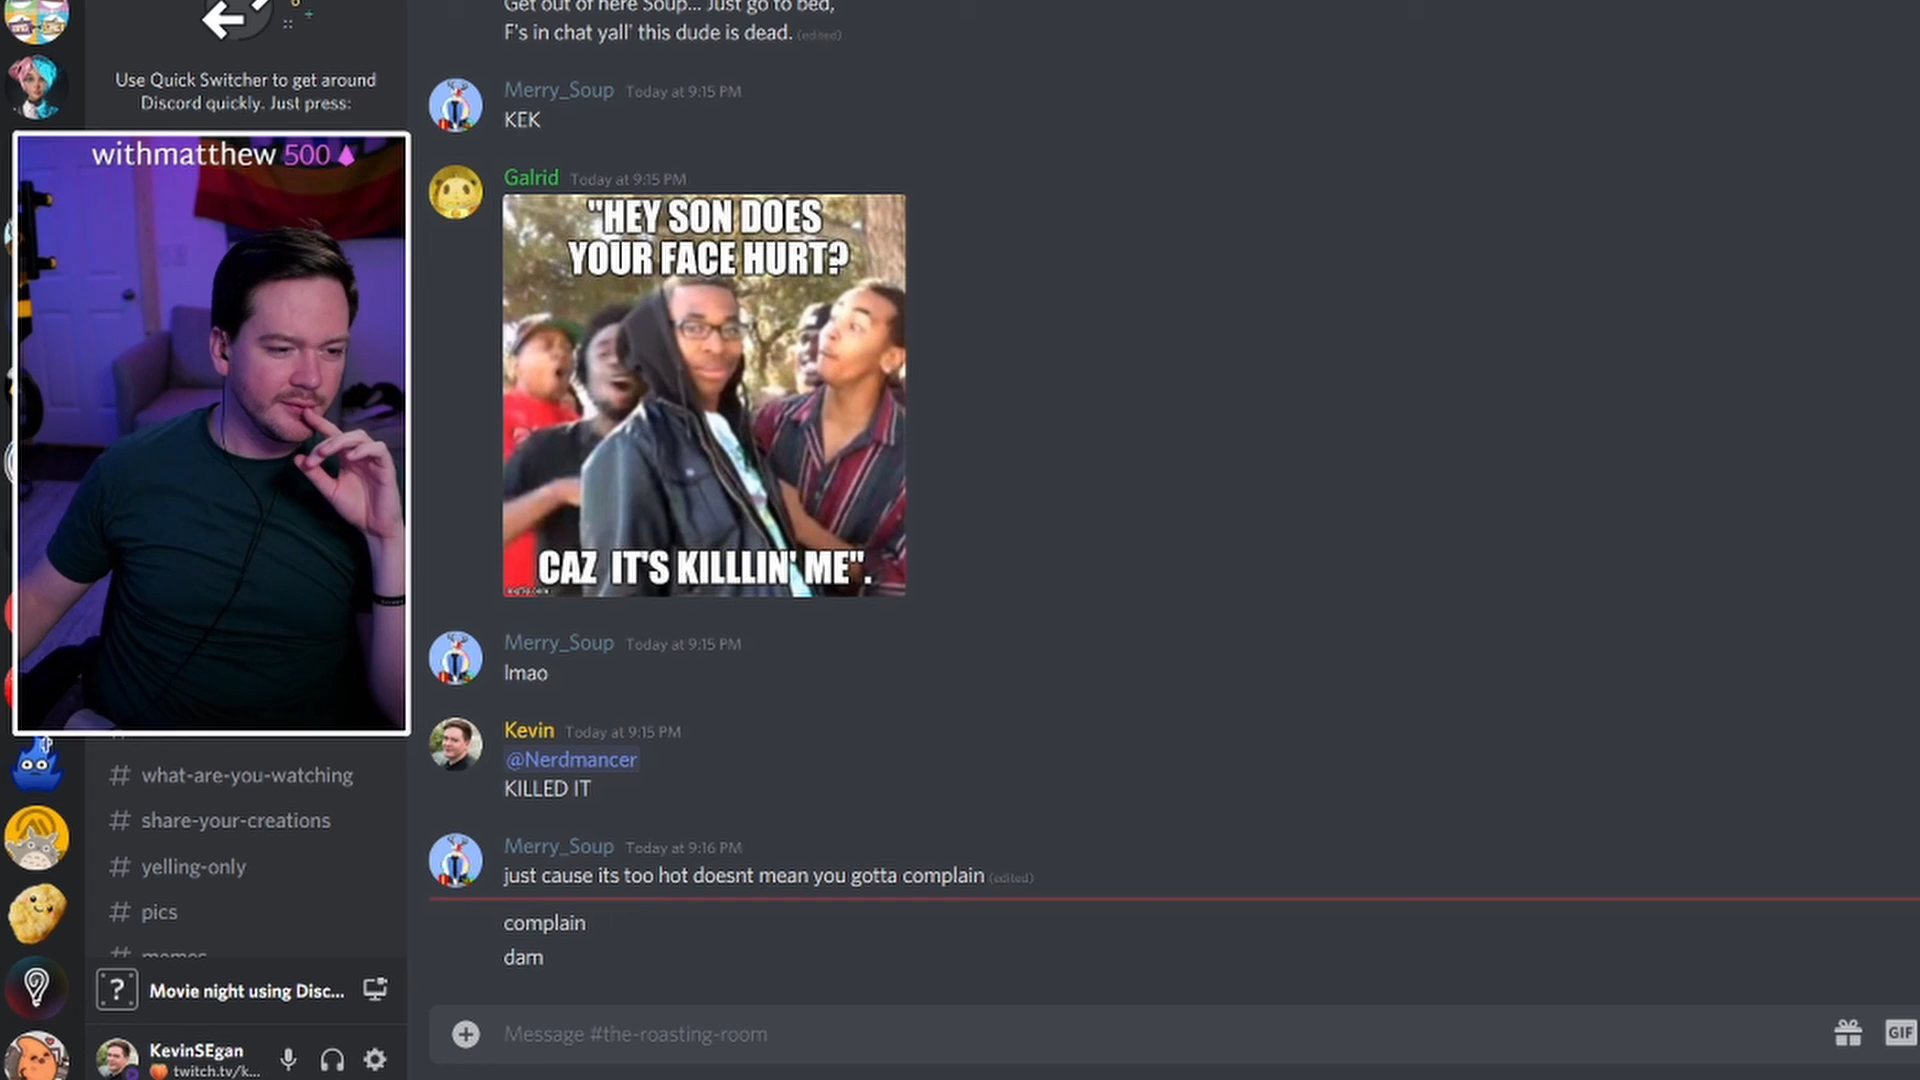 Get out of here Soup... Just go to bed,
F's in chat yall' this dude is dead. (edited)
Use Quick Switcher to get around
Discord quickly. Just press:
withmatthew 500
Merry_Soup Today at 9:15 PM
KEK
Galrid Today at 9:15 PM
"HEY SON DOES
YOUR FACE HURT?
CAZ IT'S KILLLIN' ME".
imgflip.com
Merry_Soup Today at 9:15 PM
lmao
Kevin Today at 9:15 PM
@Nerdmancer
KILLED IT
Merry_Soup Today at 9:16 PM
just cause its too hot doesnt mean you gotta complain (edited)
complain
dam
# what-are-you-watching
# share-your-creations
# yelling-only
# pics
# memes
? Movie night using Disc...
KevinSEgan
twitch.tv/k...
Message #the-roasting-room
GIF